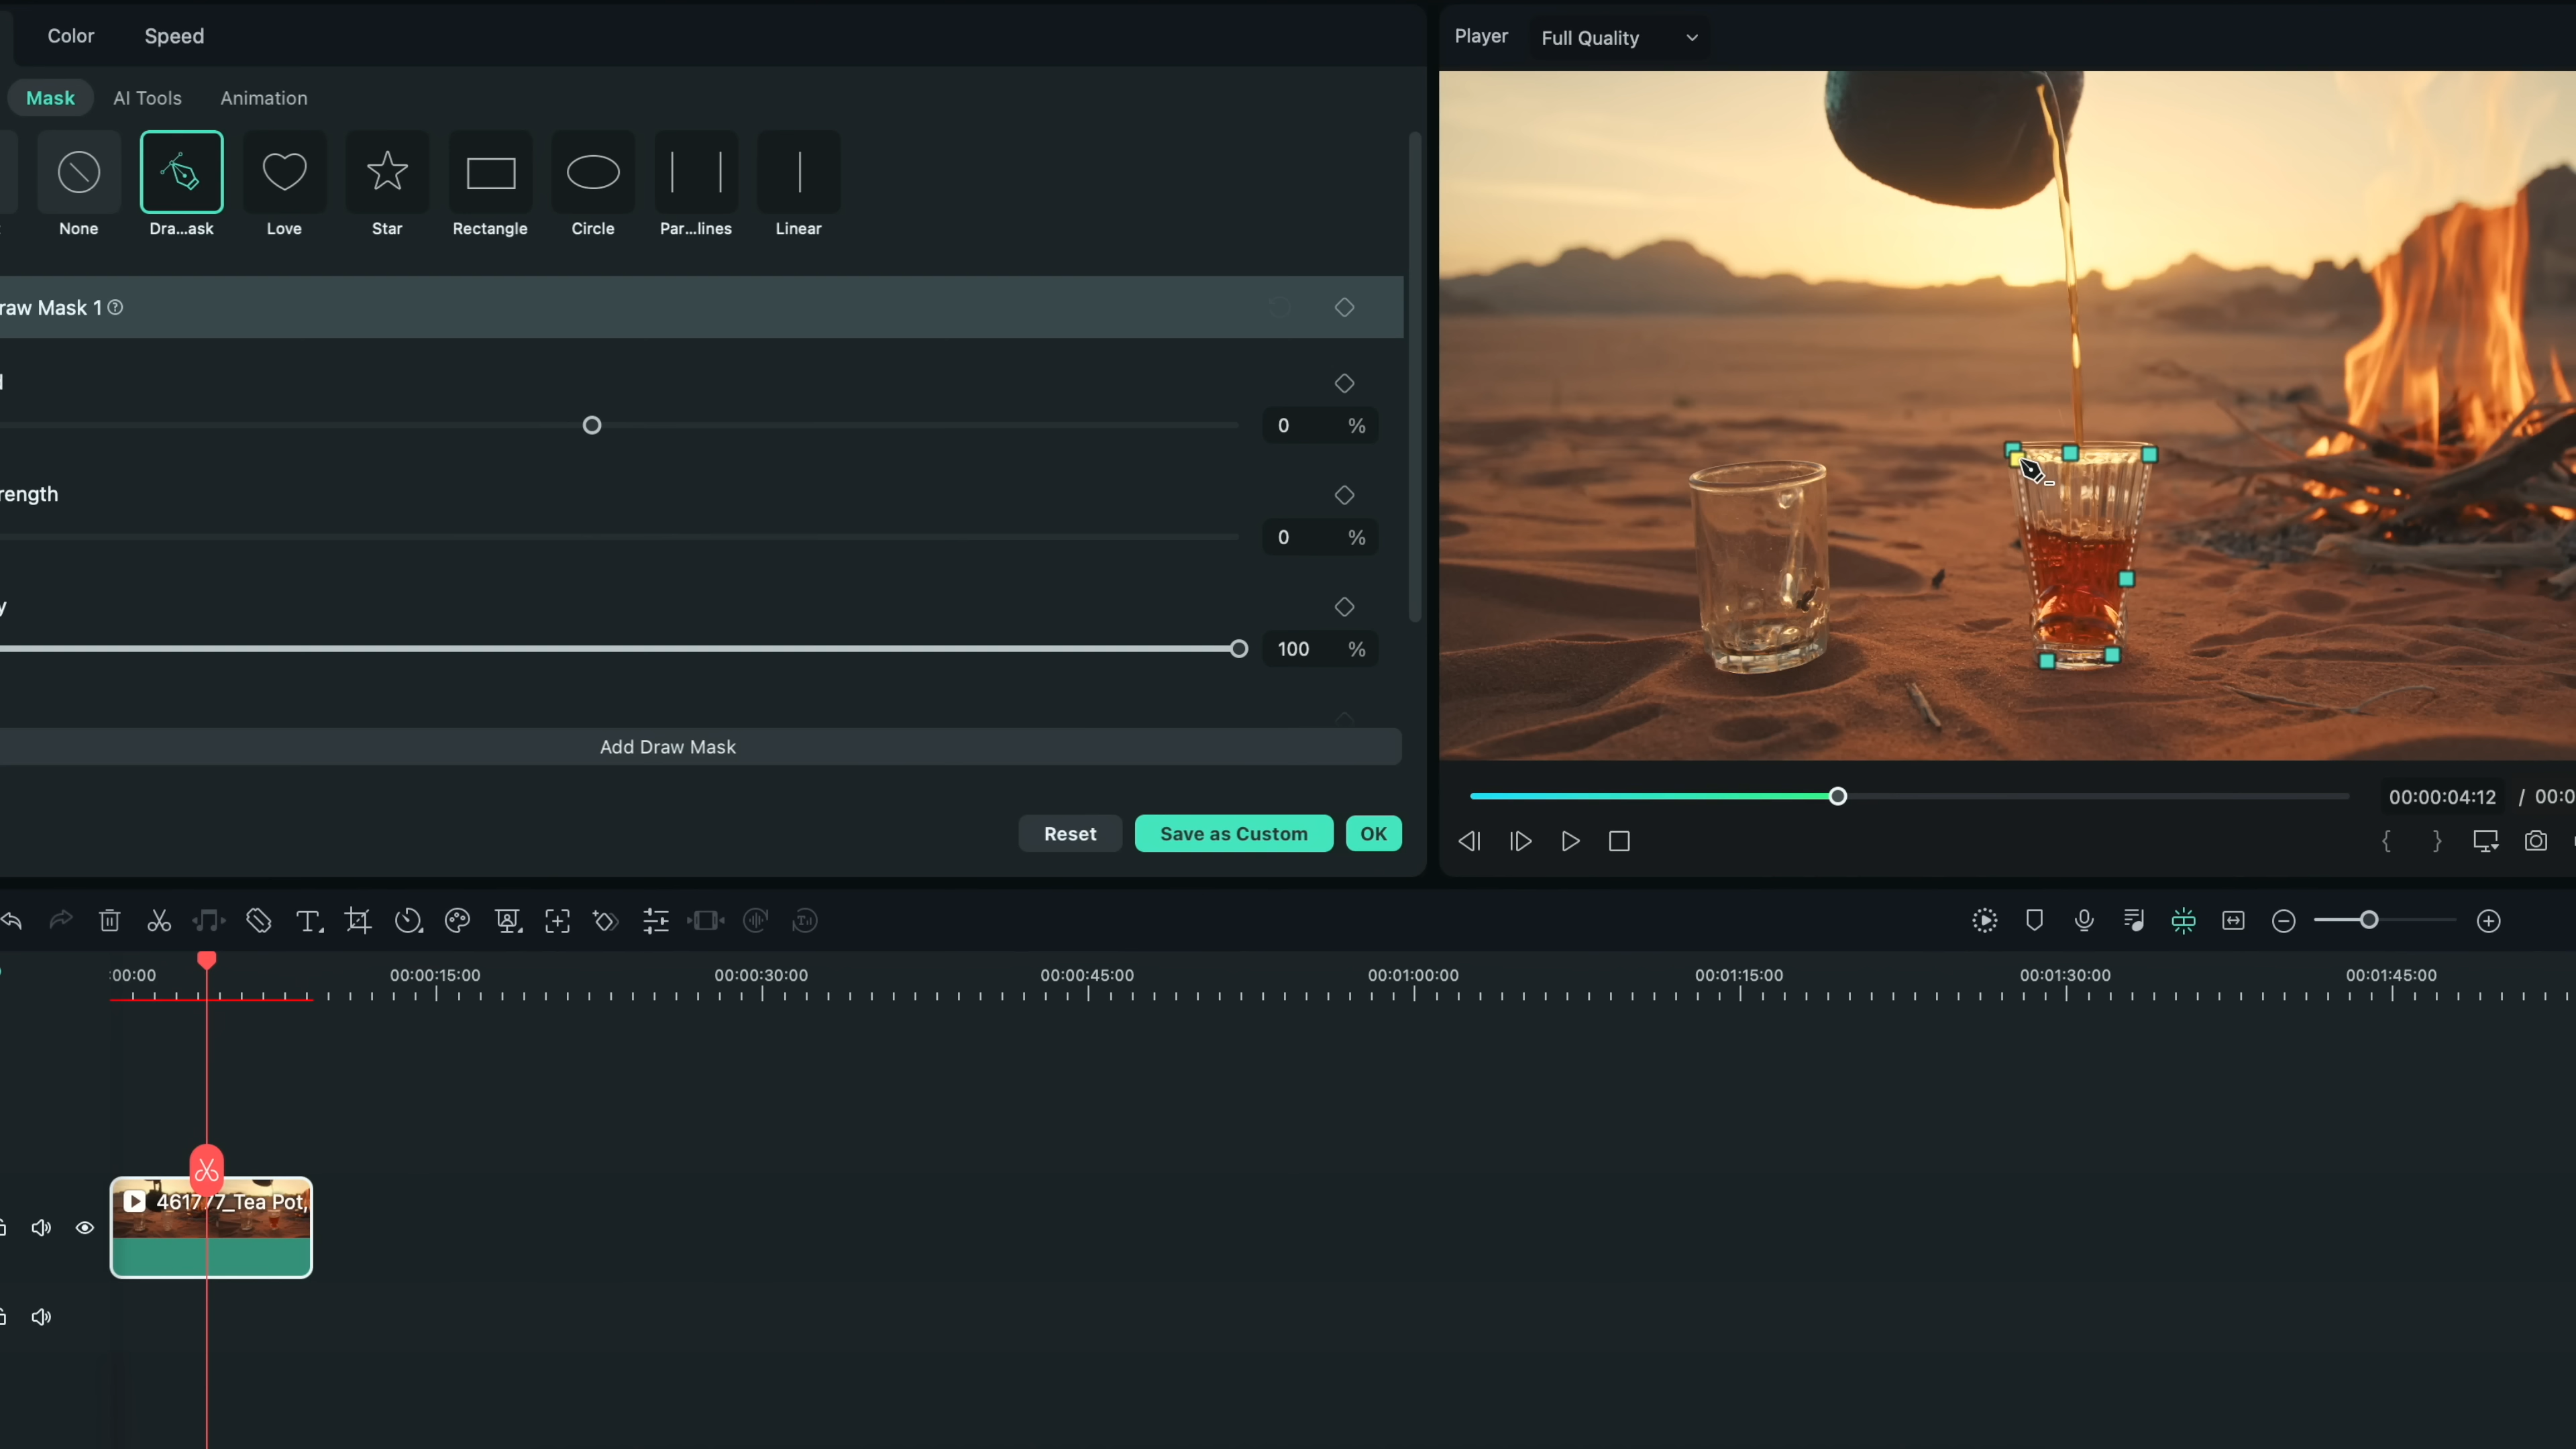 Color Speed
Mask AI Tools Animation
None Dra...ask Love Star Rectangle Circle Par...lines Linear
raw Mask 1
0 %
rength
0 %
y
100 %
Add Draw Mask
Reset Save as Custom OK
Player Full Quality
00:00:04:12 / 00:0
:00:00 00:00:15:00 00:00:30:00 00:00:45:00 00:01:00:00 00:01:15:00 00:01:30:00 00:01:45:00
461777_Tea Pot,